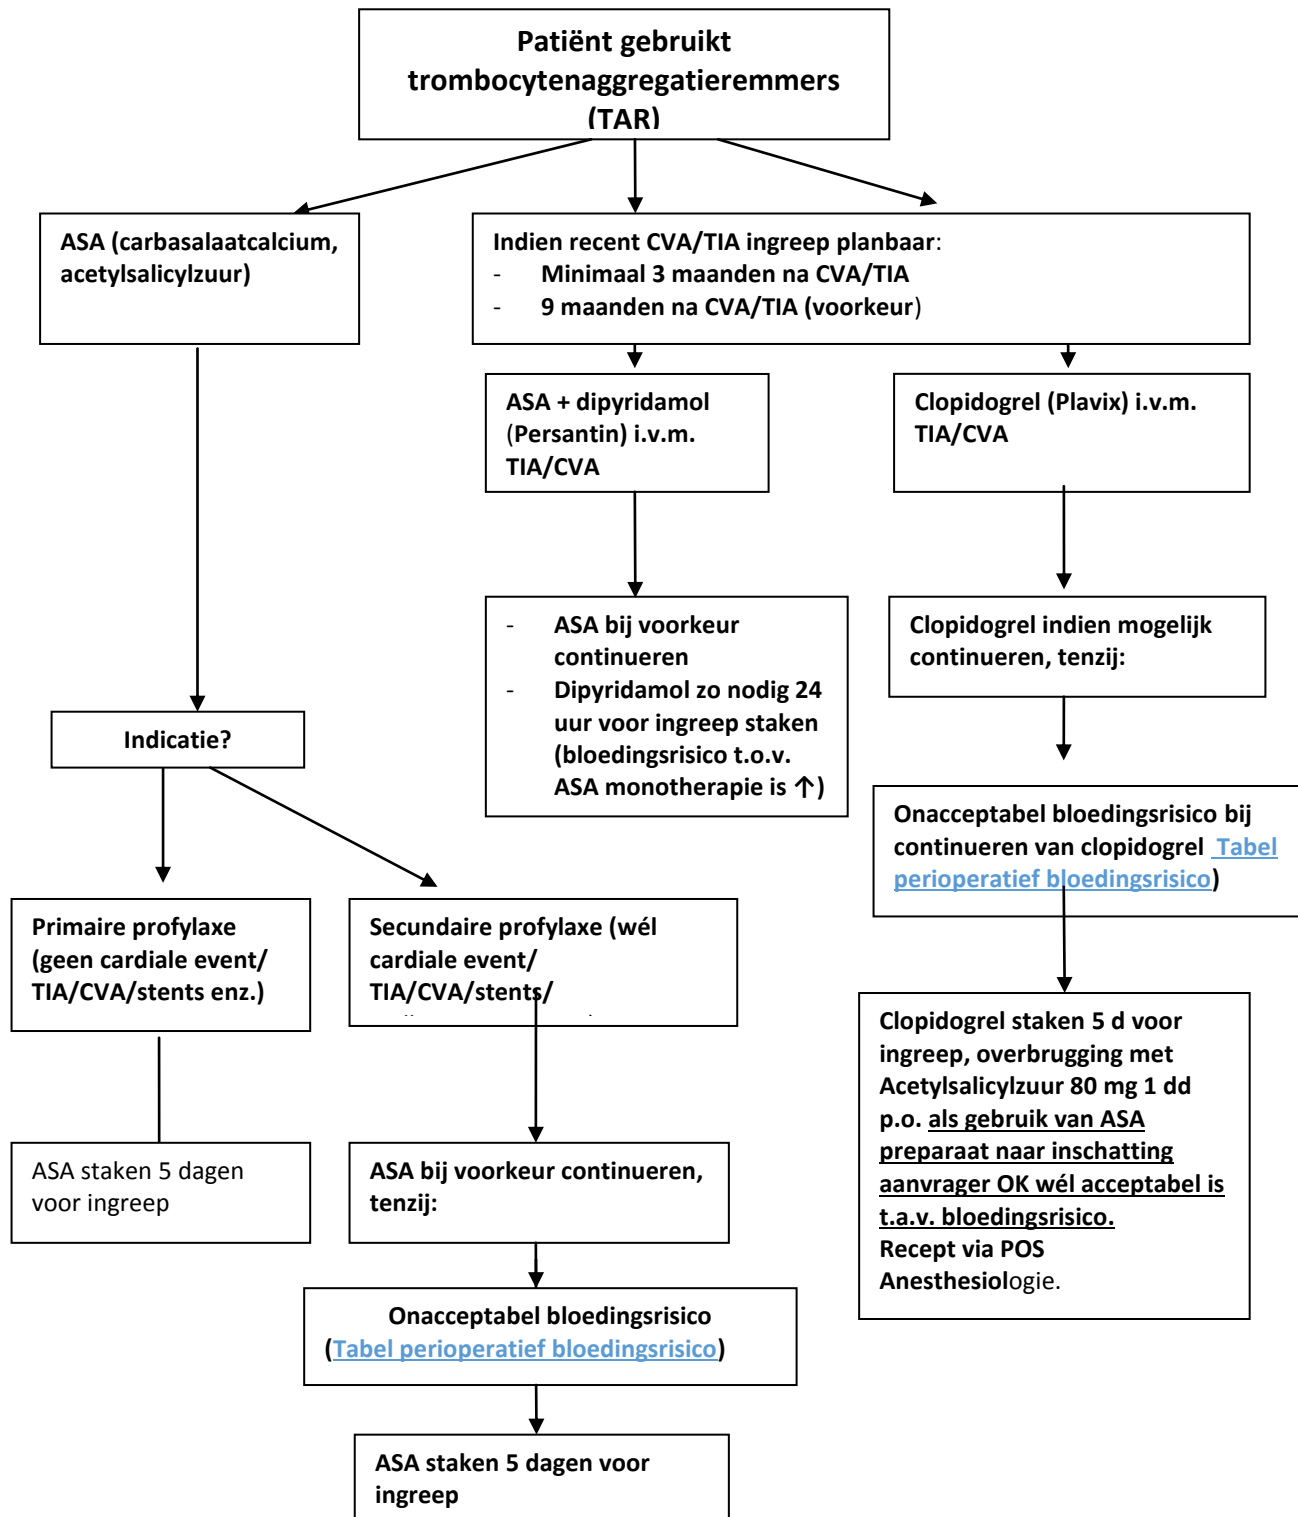 Patiënt gebruikt
trombocytenaggregatieremmers
(TAR)
ASA (carbasalaatcalcium,
acetylsalicylzuur)
Indien recent CVA/TIA ingreep planbaar:
- Minimaal 3 maanden na CVA/TIA
- 9 maanden na CVA/TIA (voorkeur)
ASA + dipyridamol
(Persantin) i.v.m.
TIA/CVA
Clopidogrel (Plavix) i.v.m.
TIA/CVA
- ASA bij voorkeur
continueren
- Dipyridamol zo nodig 24
uur voor ingreep staken
(bloedingsrisico t.o.v.
ASA monotherapie is ↑)
Clopidogrel indien mogelijk
continueren, tenzij:
Indicatie?
Onacceptabel bloedingsrisico bij
continueren van clopidogrel Tabel
perioperatief bloedingsrisico)
Primaire profylaxe
(geen cardiale event/
TIA/CVA/stents enz.)
Secundaire profylaxe (wél
cardiale event/
TIA/CVA/stents/
Clopidogrel staken 5 d voor
ingreep, overbrugging met
Acetylsalicylzuur 80 mg 1 dd
p.o. als gebruik van ASA
preparaat naar inschatting
aanvrager OK wél acceptabel is
t.a.v. bloedingsrisico.
Recept via POS
Anesthesiologie.
ASA staken 5 dagen
voor ingreep
ASA bij voorkeur continueren,
tenzij:
Onacceptabel bloedingsrisico
(Tabel perioperatief bloedingsrisico)
ASA staken 5 dagen voor
ingreep